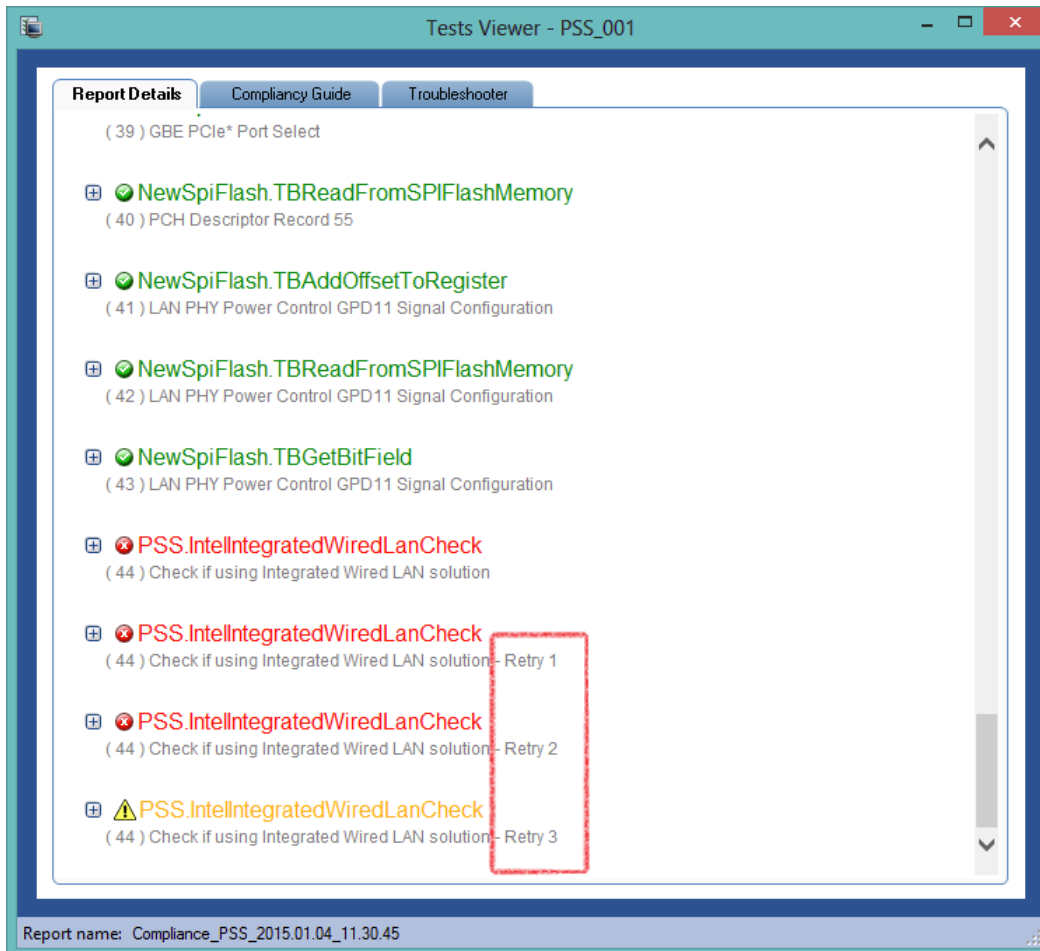 Tests Viewer - PSS_001
Report Details
Compliancy Guide
Troubleshooter
( 39 ) GBE PCIe* Port Select
NewSpiFlash.TBReadFromSPIFlashMemory
( 40 ) PCH Descriptor Record 55
NewSpiFlash.TBAddOffsetToRegister
( 41 ) LAN PHY Power Control GPD11 Signal Configuration
NewSpiFlash.TBReadFromSPIFlashMemory
( 42 ) LAN PHY Power Control GPD11 Signal Configuration
NewSpiFlash.TBGetBitField
( 43 ) LAN PHY Power Control GPD11 Signal Configuration
PSS.IntelIntegratedWiredLanCheck
( 44 ) Check if using Integrated Wired LAN solution
PSS.IntelIntegratedWiredLanCheck
( 44 ) Check if using Integrated Wired LAN solution - Retry 1
PSS.IntelIntegratedWiredLanCheck
( 44 ) Check if using Integrated Wired LAN solution - Retry 2
PSS.IntelIntegratedWiredLanCheck
( 44 ) Check if using Integrated Wired LAN solution - Retry 3
Report name: Compliance_PSS_2015.01.04_11.30.45